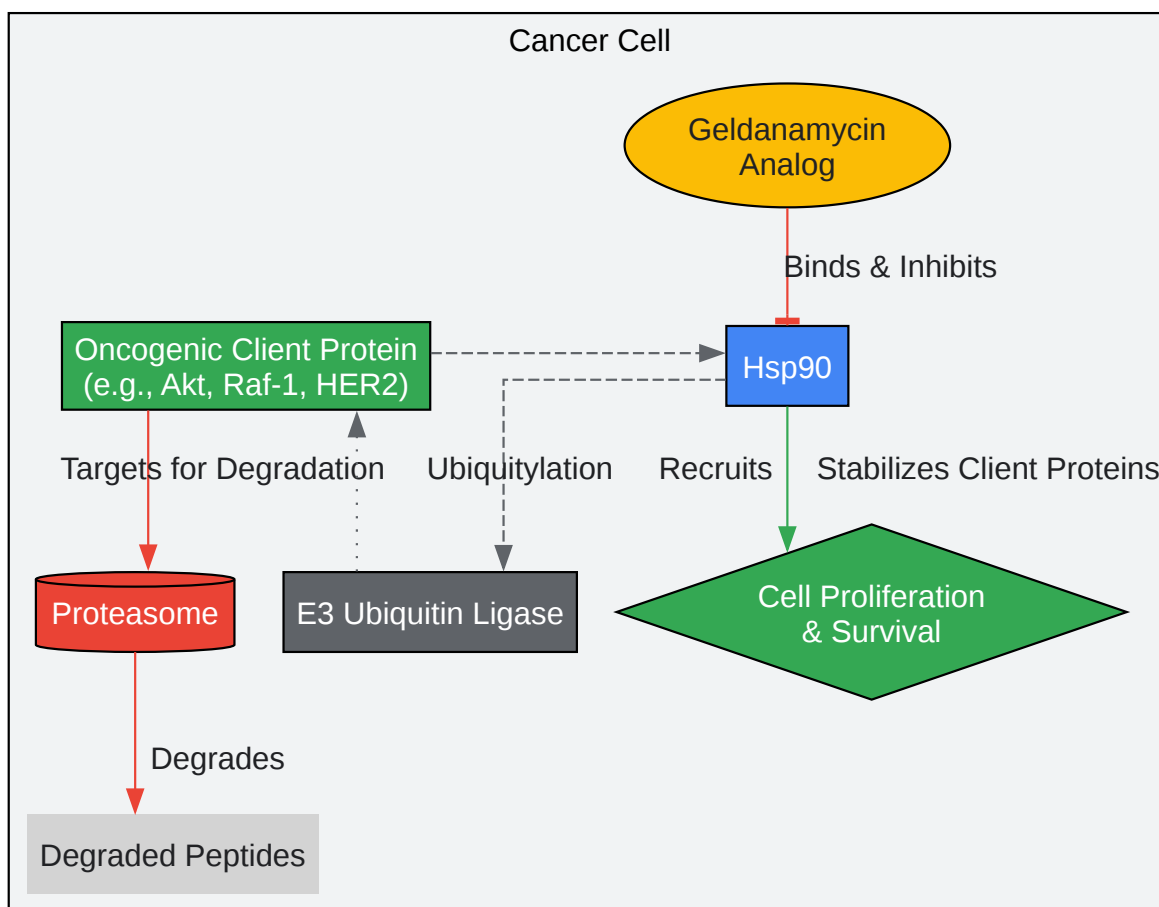 Cancer Cell
Geldanamycin
Analog
Binds & Inhibits
Oncogenic Client Protein
(e.g., Akt, Raf-1, HER2)
Hsp90
Targets for Degradation
Ubiquitylation
Recruits
Stabilizes Client Proteins
Proteasome
E3 Ubiquitin Ligase
Cell Proliferation
& Survival
Degrades
Degraded Peptides